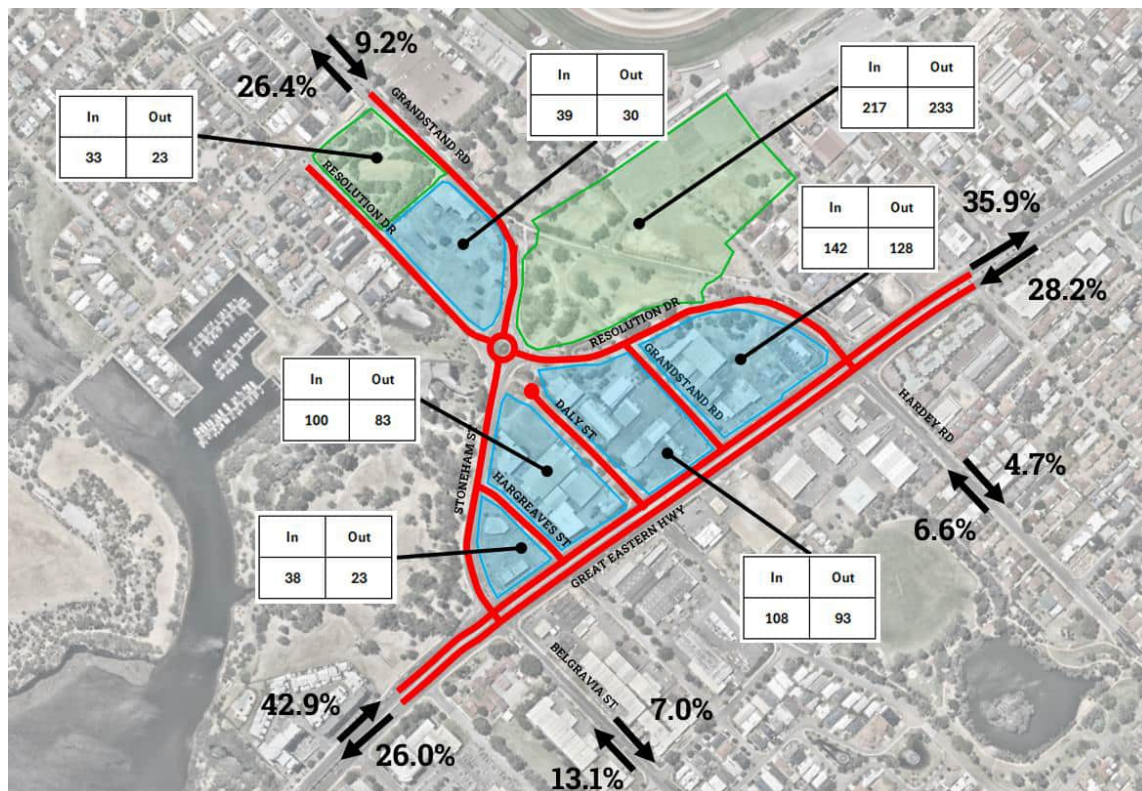 9.2%
26.4%
GRANDSTAND RD
In Out
39 30
In Out
217 233
In Out
33 23
RESOLUTION DR
In Out
142 128
35.9%
28.2%
RESOLUTION DR
GRANDSTAND RD
In Out
100 83
DALY ST
HARDEY RD
STONEHAM ST
HARGREAVES ST
4.7%
6.6%
In Out
38 23
GREAT EASTERN HWY
In Out
108 93
BELGRAVIA ST
42.9%
26.0%
7.0%
13.1%